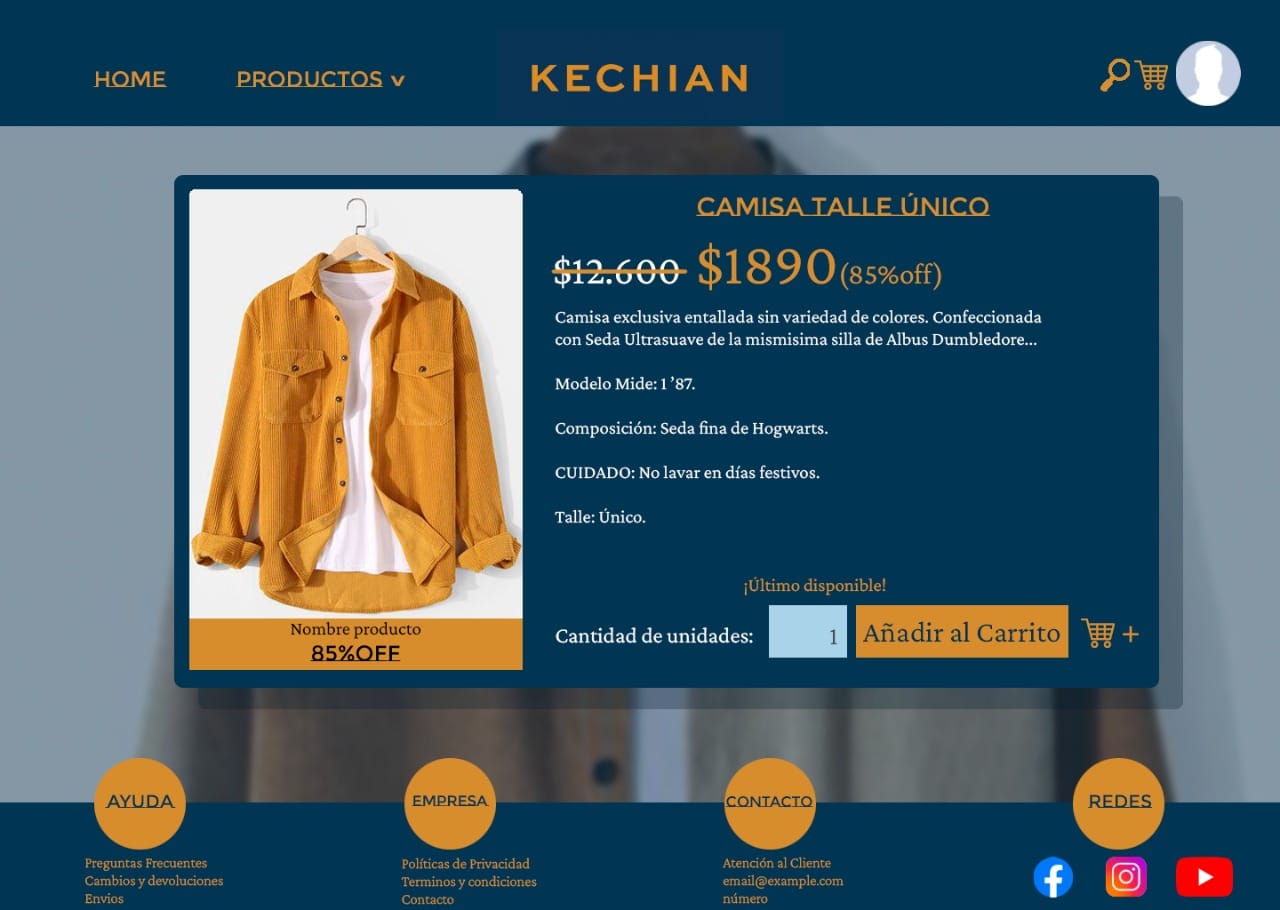 HOME
PRODUCTOS v
KECHIAN
CAMISA TALLE ÚNICO
$12.600 $1890 (85%off)
Camisa exclusiva entallada sin variedad de colores. Confeccionada
con Seda Ultrasuave de la mismisima silla de Albus Dumbledore...
Modelo Mide: 1 ’87.
Composición: Seda fina de Hogwarts.
CUIDADO: No lavar en días festivos.
Talle: Único.
Nombre producto
85%OFF
¡Último disponible!
Cantidad de unidades: 1 Añadir al Carrito +
AYUDA
Preguntas Frecuentes
Cambios y devoluciones
Envios
EMPRESA
Políticas de Privacidad
Terminos y condiciones
Contacto
CONTACTO
Atención al Cliente
email@example.com
número
REDES